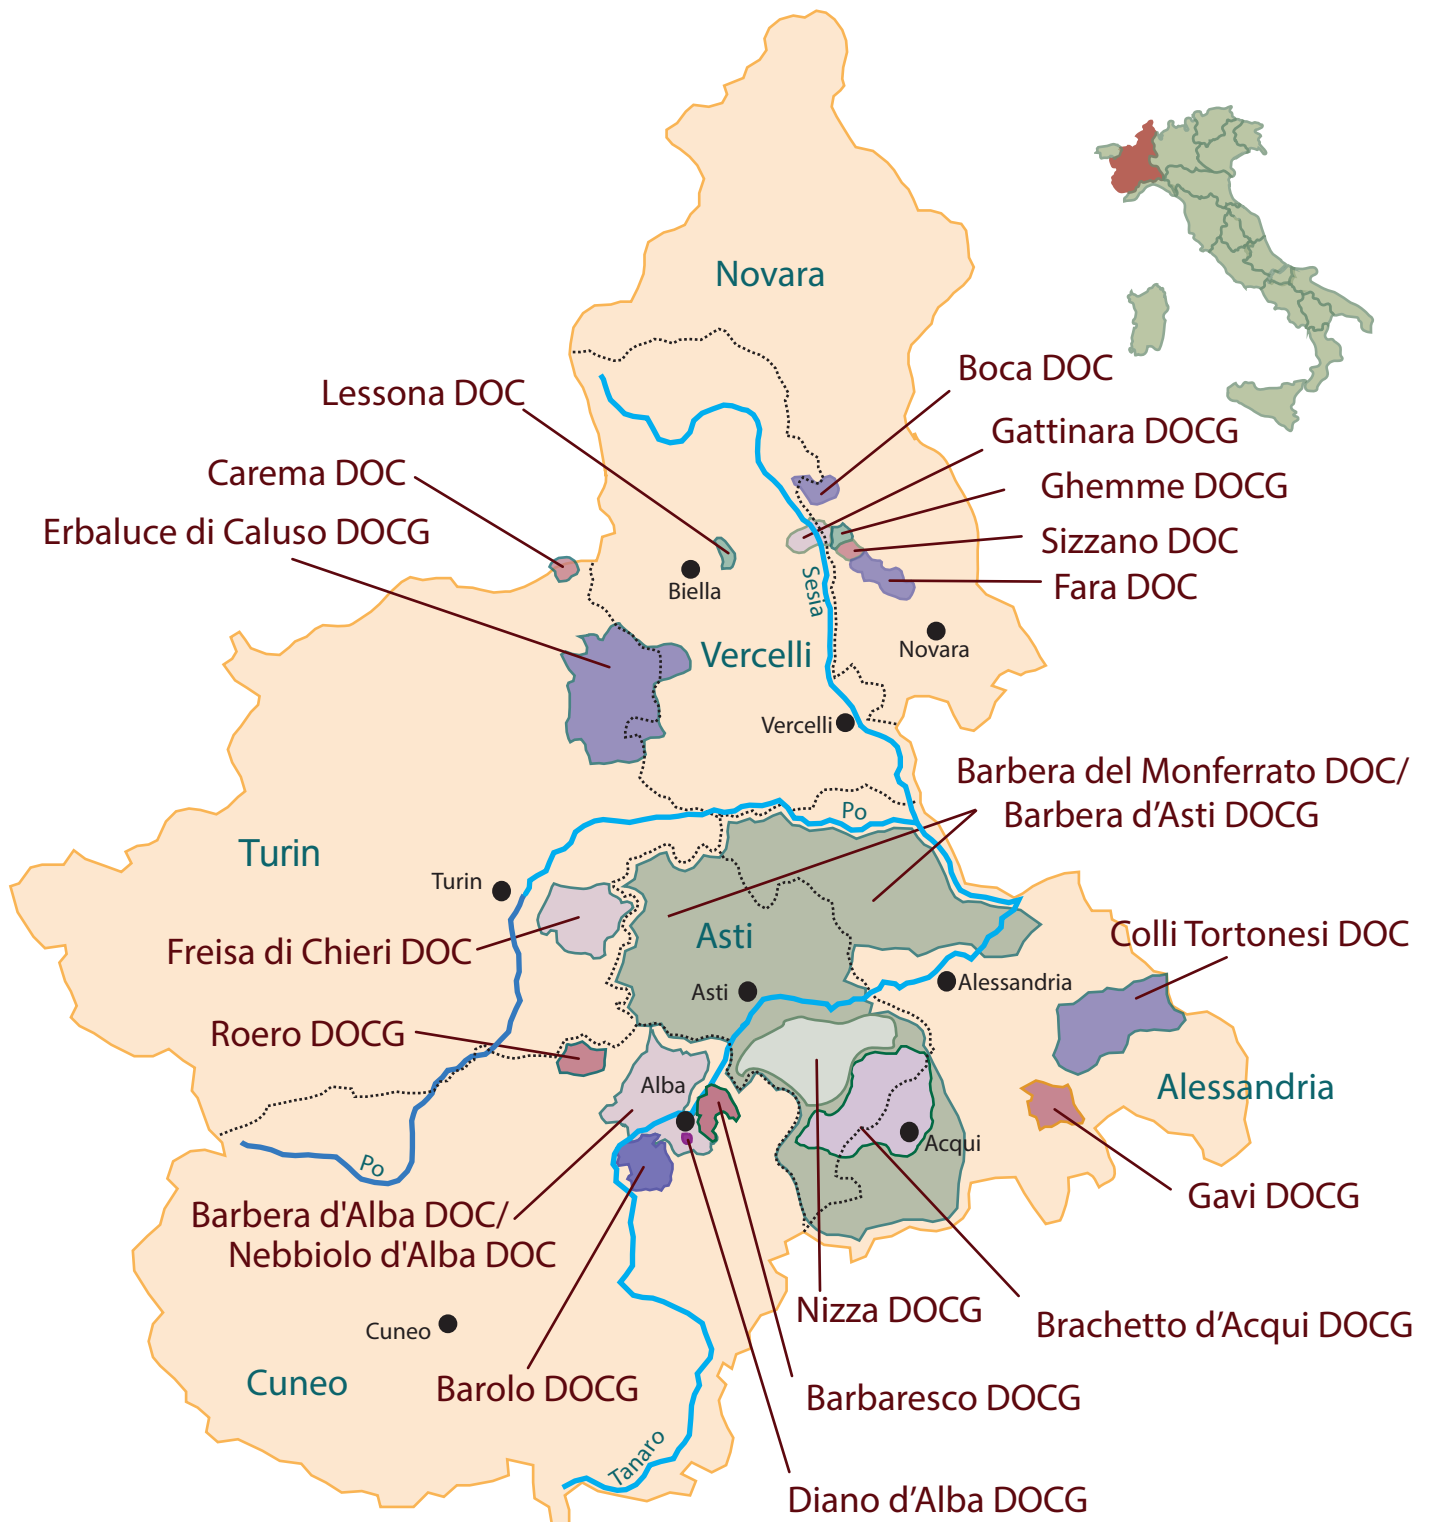 Novara
Boca DOC
Lessona DOC
Gattinara DOCG
Carema DOC
Ghemme DOCG
Erbaluce di Caluso DOCG
Sizzano DOC
Fara DOC
Biella
Sesia
Novara
Vercelli
Vercelli
Barbera del Monferrato DOC/
Barbera d’Asti DOCG
Po
Turin
Turin
Asti
Colli Tortonesi DOC
Freisa di Chieri DOC
Asti
Alessandria
Roero DOCG
Alba
Alessandria
Acqui
Po
Gavi DOCG
Barbera d'Alba DOC/
Nebbiolo d'Alba DOC
Nizza DOCG
Brachetto d’Acqui DOCG
Cuneo
Cuneo
Barolo DOCG
Barbaresco DOCG
Tanaro
Diano d’Alba DOCG